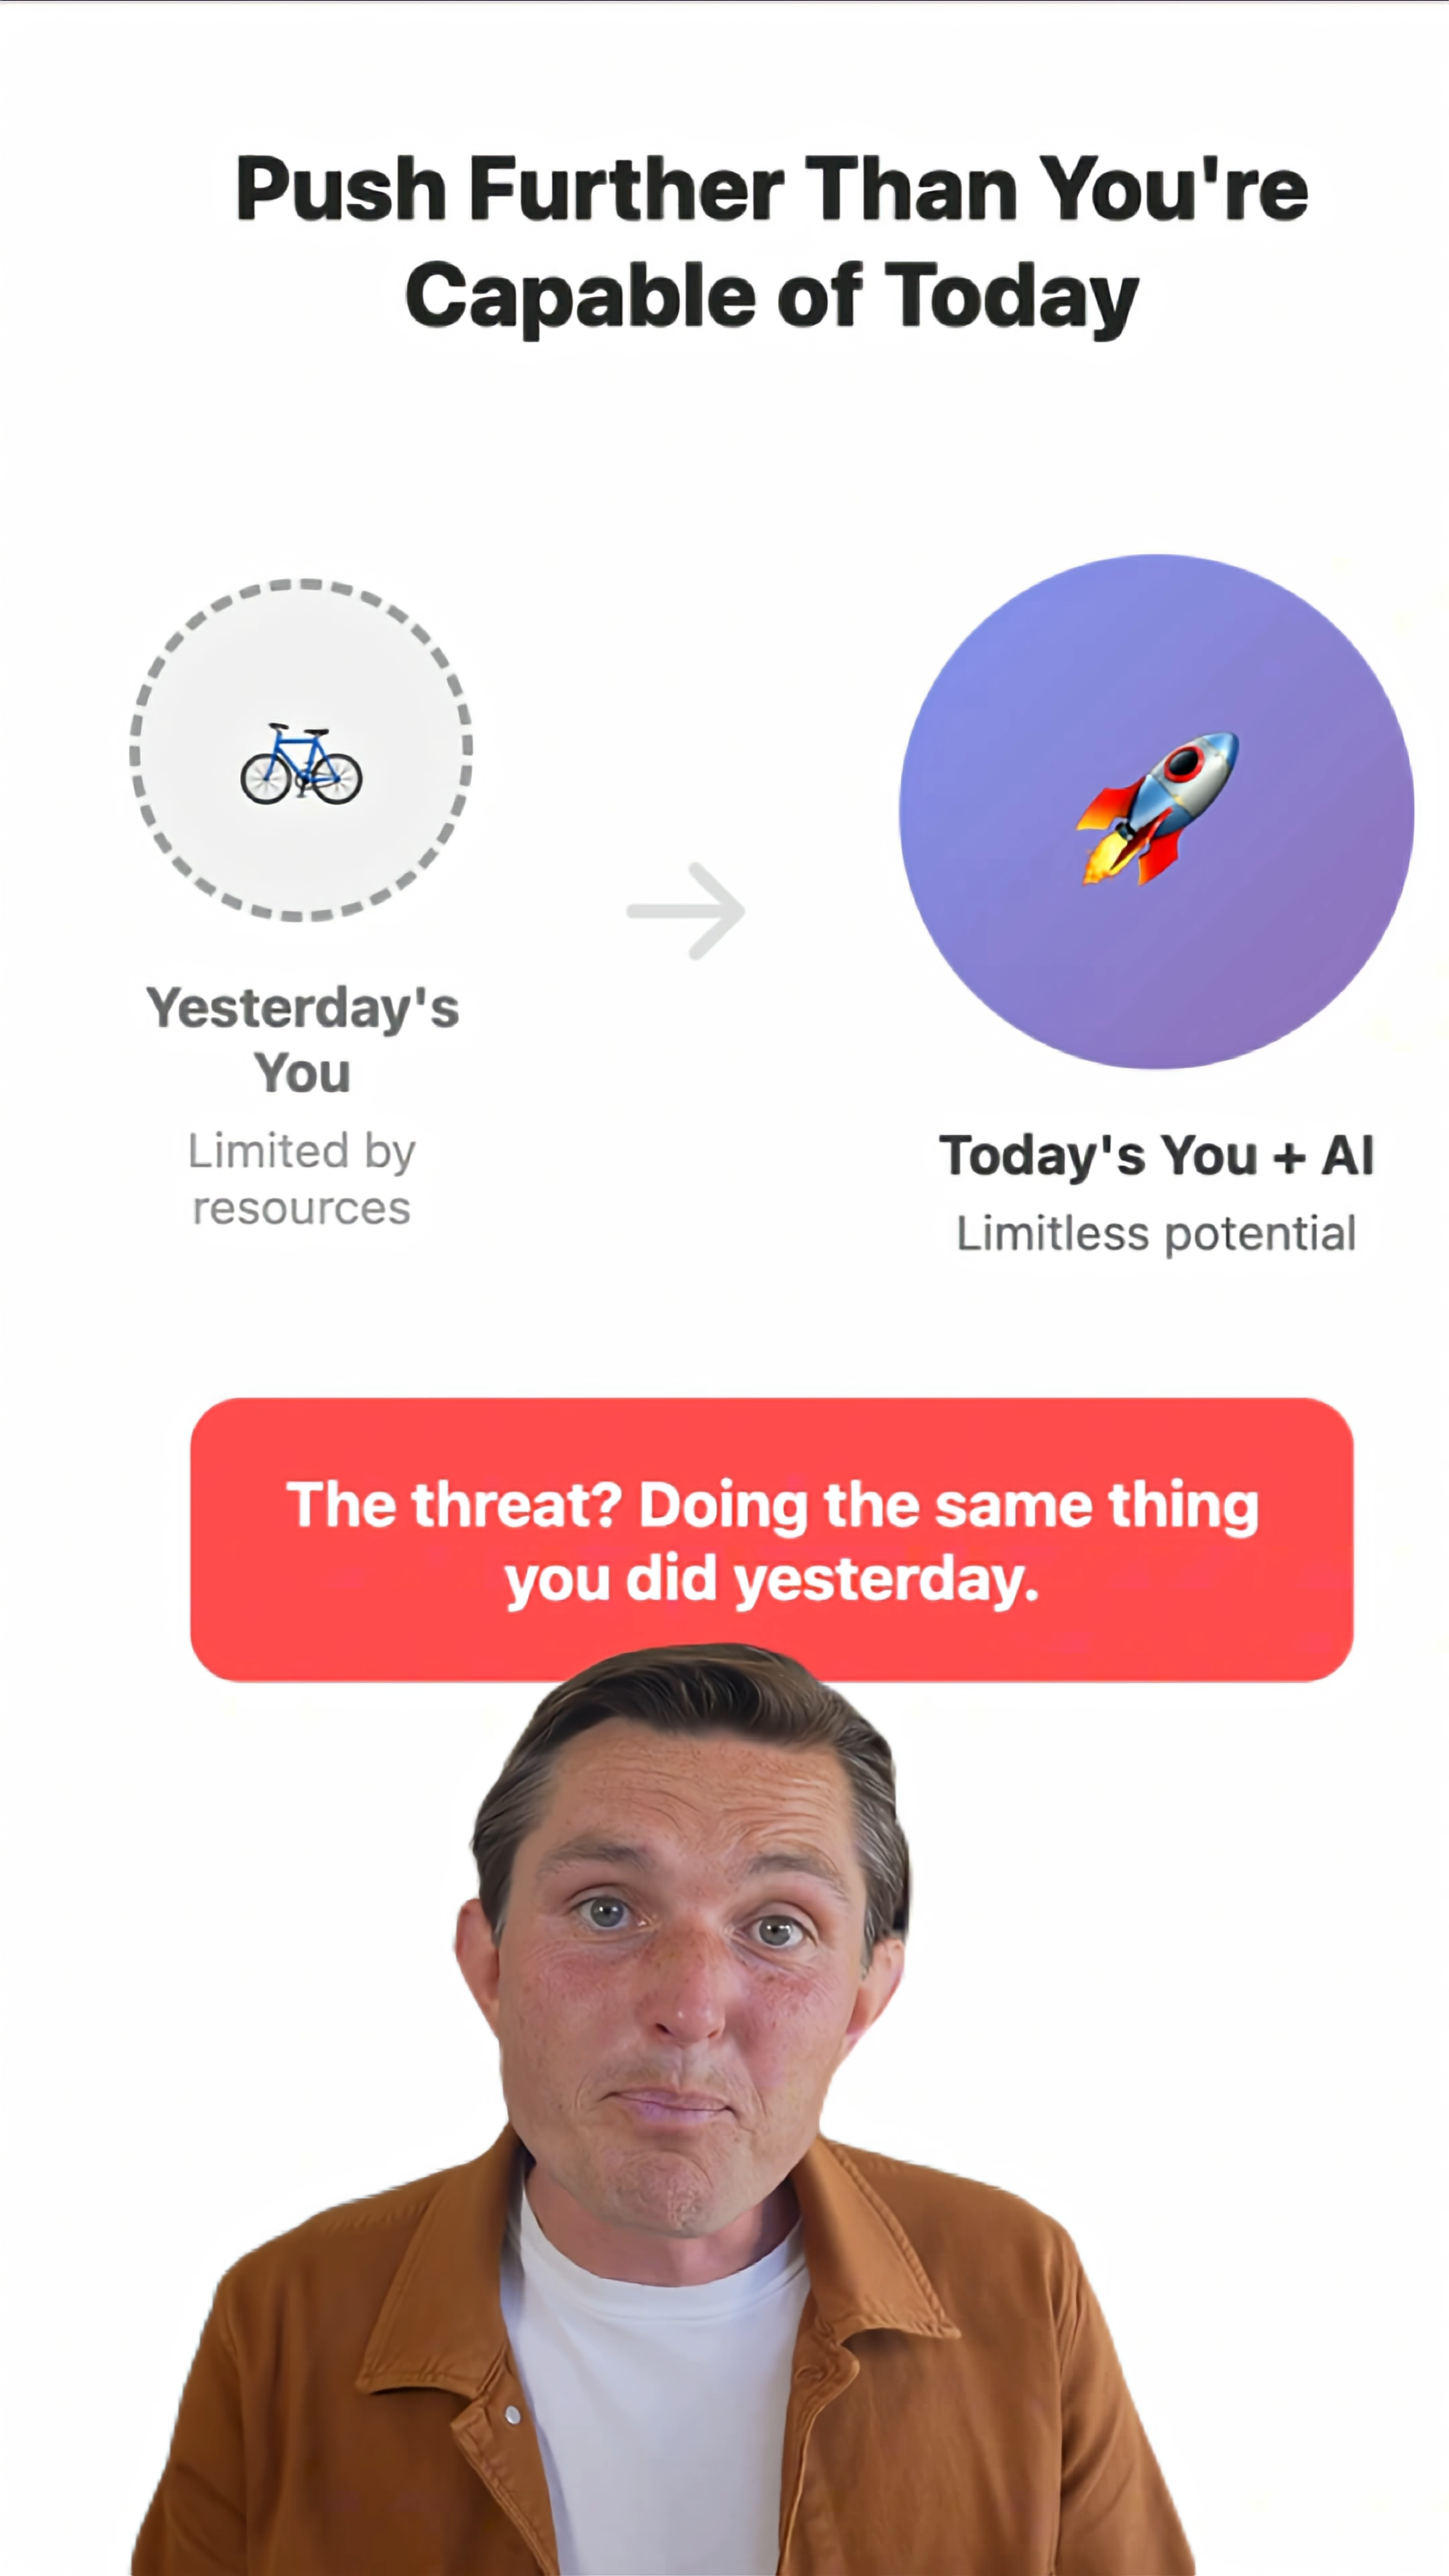 Push Further Than You're
Capable of Today
Yesterday's
You
Limited by
resources
Today's You + AI
Limitless potential
The threat? Doing the same thing
you did yesterday.